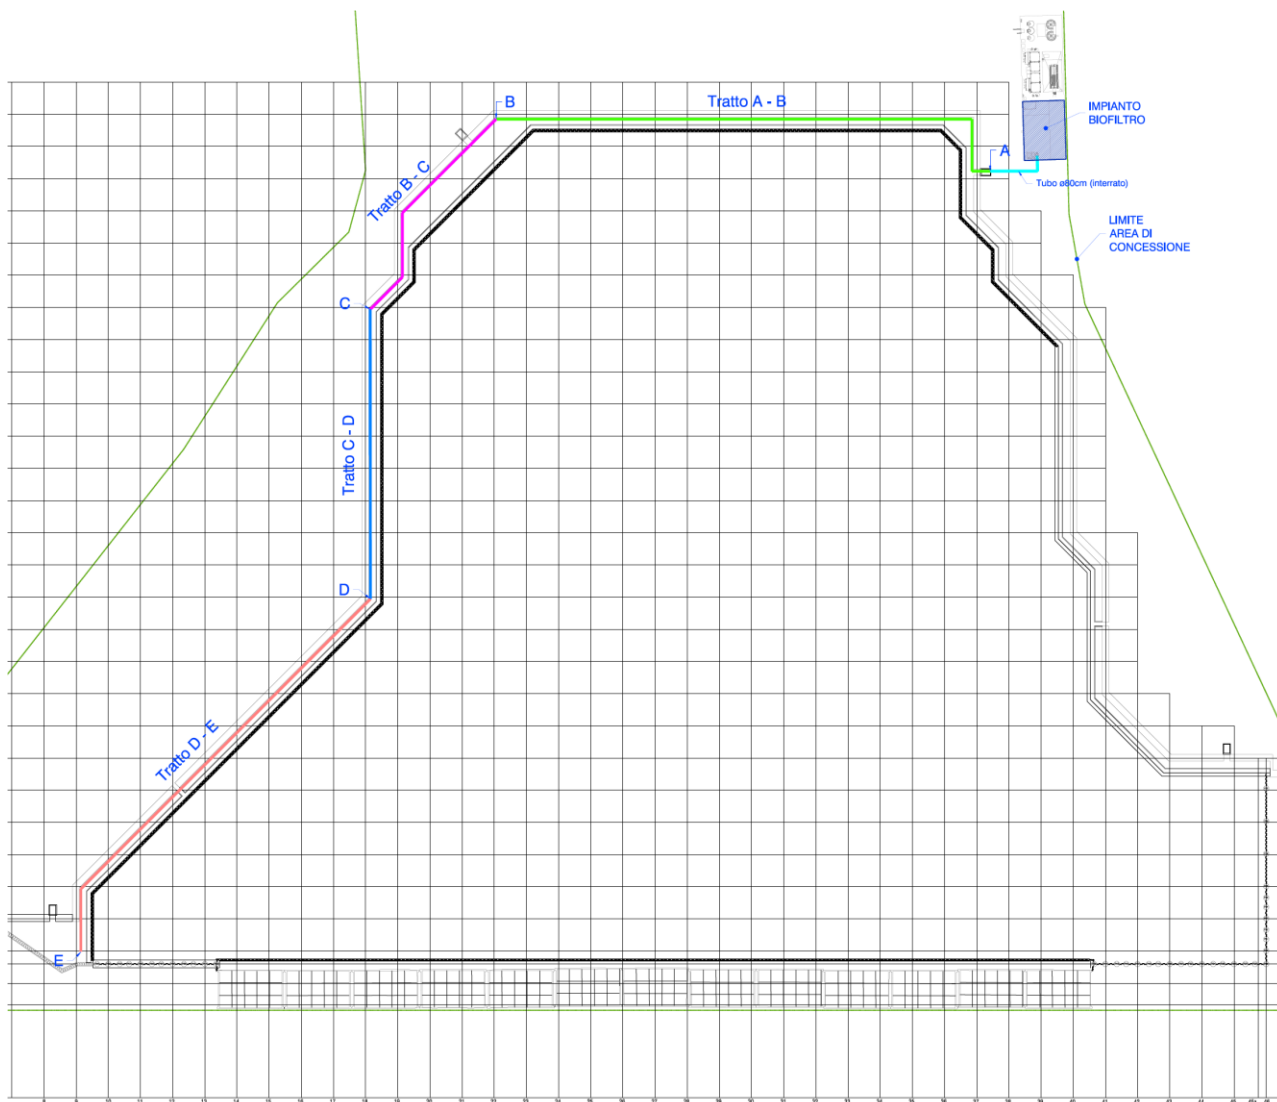 B
Tratto A - B
IMPIANTO
BIOFILTRO
A
Tubo ø80cm (interrato)
Tratto B - C
LIMITE
AREA DI
CONCESSIONE
C
Tratto C - D
D
Tratto D - E
E